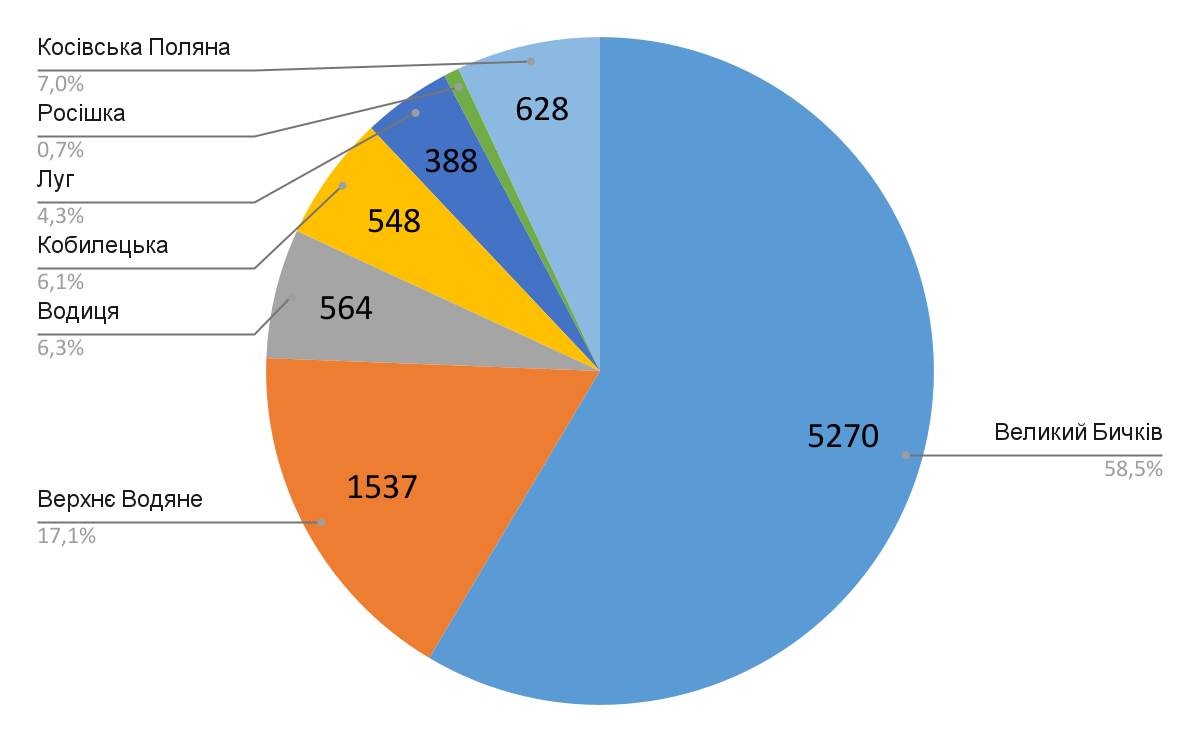 Косівська Поляна
7,0%
Росішка
0,7%
Луг
4,3%
Кобилецька
6,1%
Водиця
6,3%
Верхнє Водяне
17,1%
628
388
548
564
1537
5270
Великий Бичків
58,5%